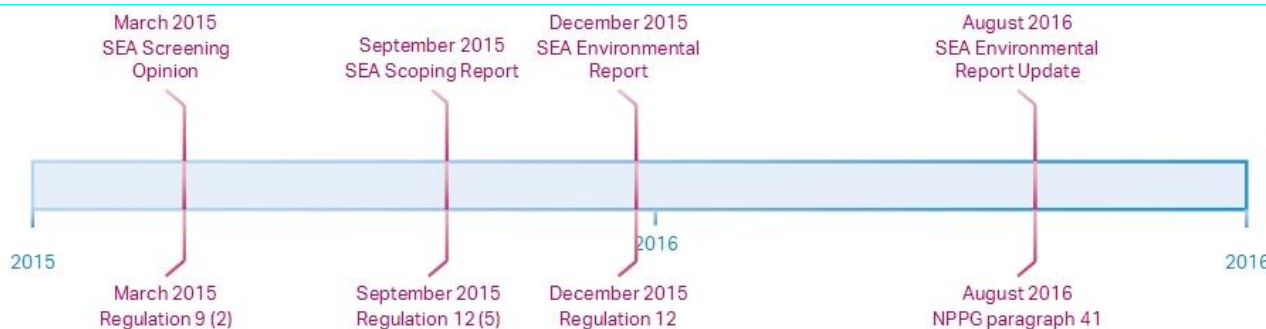 March 2015
SEA Screening
Opinion
September 2015
SEA Scoping Report
December 2015
SEA Environmental
Report
August 2016
SEA Environmental
Report Update
2015
2016
2016
March 2015
Regulation 9 (2)
September 2015
Regulation 12 (5)
December 2015
Regulation 12
August 2016
NPPG paragraph 41